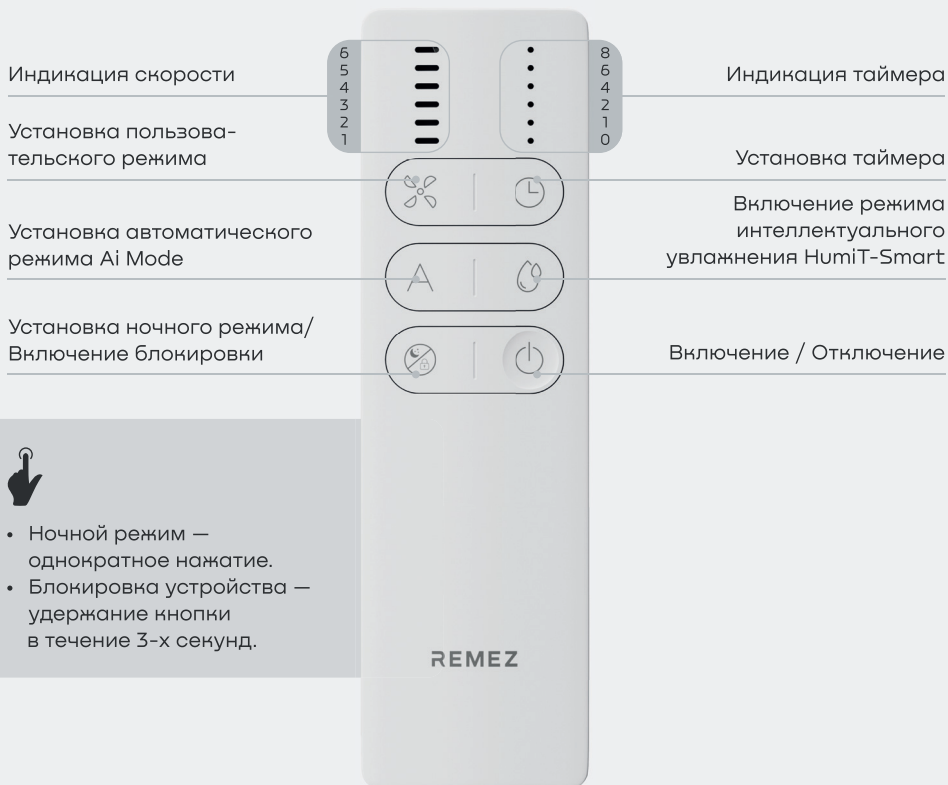 Индикация скорости
6
5
4
3
2
1
8
6
4
2
1
0
Индикация таймера
Установка пользова-
тельского режима
Установка таймера
Установка автоматического
режима Ai Mode
Включение режима
интеллектуального
увлажнения HumiT-Smart
A
Установка ночного режима/
Включение блокировки
Включение / Отключение
• Ночной режим —
однократное нажатие.
• Блокировка устройства —
удержание кнопки
в течение 3-х секунд.
REMEZ